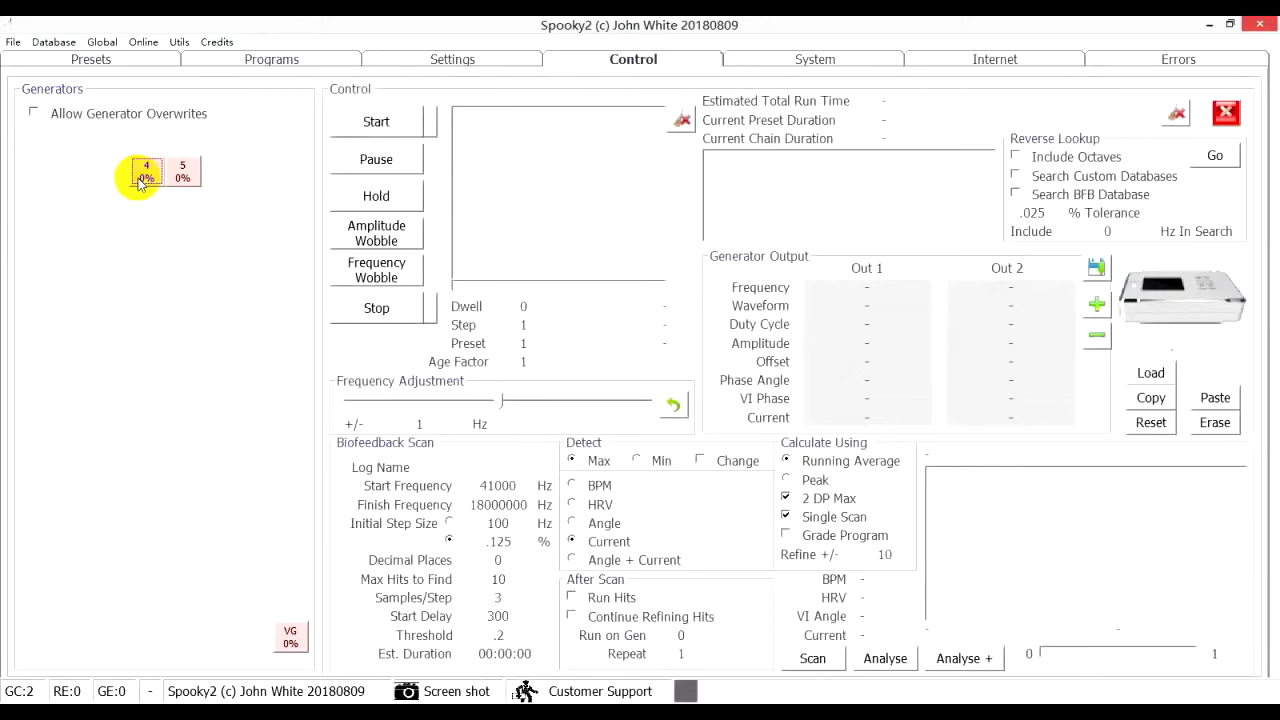 Spooky2 (c) John White 20180809
File Database Global Online Utils Credits
Presets Programs Settings Control System Internet Errors
Generators
Allow Generator Overwrites
4
0%
5
0%
VG
0%
Control
Start
Pause
Hold
Amplitude
Wobble
Frequency
Wobble
Stop
Dwell 0 -
Step 1 -
Preset 1 -
Age Factor 1
Frequency Adjustment
+/- 1 Hz
Estimated Total Run Time -
Current Preset Duration -
Current Chain Duration -
Reverse Lookup
Include Octaves Go
Search Custom Databases
Search BFB Database
.025 % Tolerance
Include 0 Hz In Search
Generator Output
Out 1 Out 2
Frequency - -
Waveform - -
Duty Cycle - -
Amplitude - -
Offset - -
Phase Angle - -
VI Phase - -
Current - -
-
Load
Copy Paste
Reset Erase
Biofeedback Scan
Log Name
Start Frequency 41000 Hz
Finish Frequency 18000000 Hz
Initial Step Size 100 Hz
.125 %
Decimal Places 0
Max Hits to Find 10
Samples/Step 3
Start Delay 300
Threshold .2
Est. Duration 00:00:00
Detect
Max Min Change
BPM
HRV
Angle
Current
Angle + Current
After Scan
Run Hits
Continue Refining Hits
Run on Gen 0
Repeat 1
Calculate Using
Running Average
Peak
2 DP Max
Single Scan
Grade Program
Refine +/- 10
BPM -
HRV -
VI Angle -
Current -
Scan Analyse Analyse +
-
- -
0 1
GC:2 RE:0 GE:0 - Spooky2 (c) John White 20180809 Screen shot Customer Support